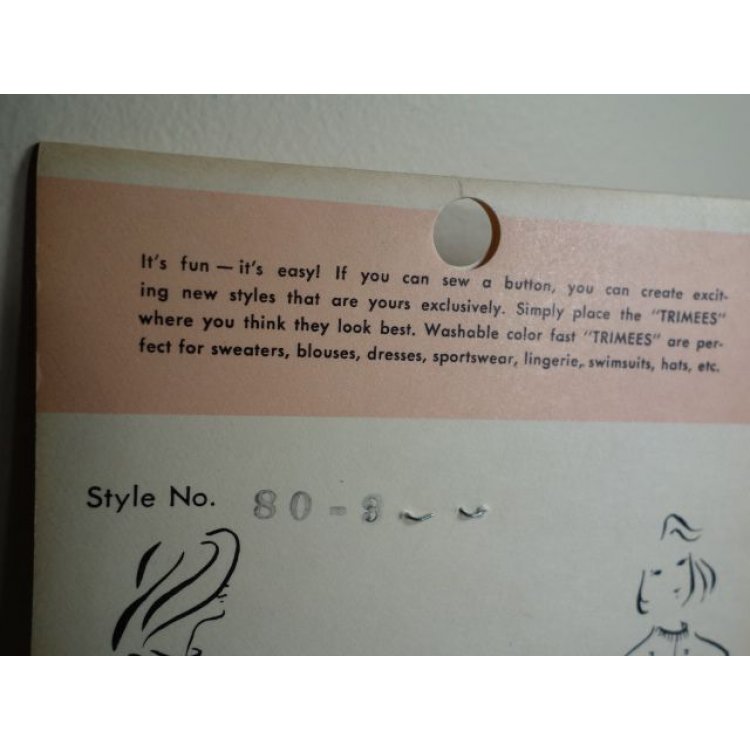 It's fun — it's easy! If you can sew a button, you can create excit-
ing new styles that are yours exclusively. Simply place the "TRIMEES"
where you think they look best. Washable color fast "TRIMEES" are per-
fect for sweaters, blouses, dresses, sportswear, lingerie, swimsuits, hats, etc.
Style No. 80-3